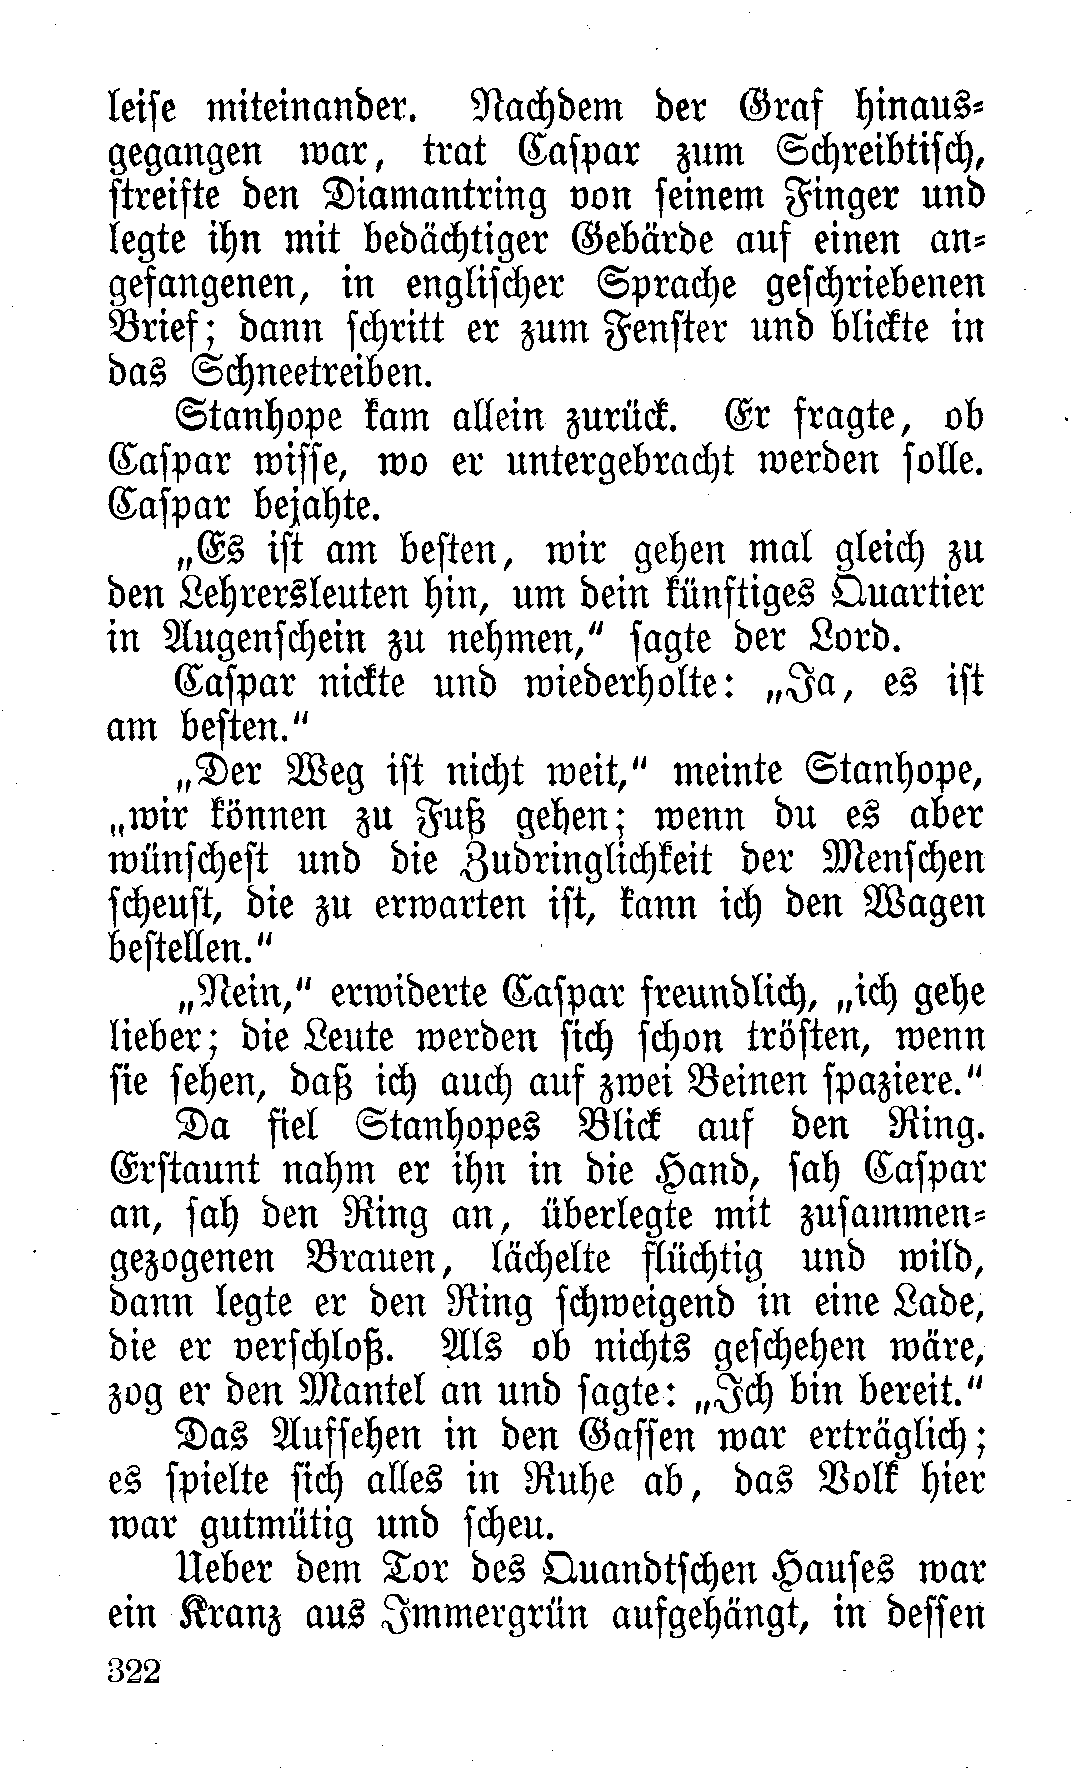 leise miteinander. Nachdem der Graf hinaus-
gegangen war, trat Caspar zum Schreibtisch,
streifte den Diamantring von seinem Finger und
legte ihn mit bedächtiger Gebärde auf einen an-
gefangenen, in englischer Sprache geschriebenen
Brief; dann schritt er zum Fenster und blickte in
das Schneetreiben.
Stanhope kam allein zurück. Er fragte, ob
Caspar wisse, wo er untergebracht werden solle.
Caspar bejahte.
„Es ist am besten, wir gehen mal gleich zu
den Lehrersleuten hin, um dein künftiges Quartier
in Augenschein zu nehmen,“ sagte der Lord.
Caspar nickte und wiederholte: „Ja, es ist
am besten.“
„Der Weg ist nicht weit,“ meinte Stanhope,
„wir können zu Fuß gehen; wenn du es aber
wünschest und die Zudringlichkeit der Menschen
scheust, die zu erwarten ist, kann ich den Wagen
bestellen.“
„Nein,“ erwiderte Caspar freundlich, „ich gehe
lieber; die Leute werden sich schon trösten, wenn
sie sehen, daß ich auch auf zwei Beinen spaziere.“
Da fiel Stanhopes Blick auf den Ring.
Erstaunt nahm er ihn in die Hand, sah Caspar
an, sah den Ring an, überlegte mit zusammen-
gezogenen Brauen, lächelte flüchtig und wild,
dann legte er den Ring schweigend in eine Lade,
die er verschloß. Als ob nichts geschehen wäre,
zog er den Mantel an und sagte: „Ich bin bereit.“
Das Aufsehen in den Gassen war erträglich;
es spielte sich alles in Ruhe ab, das Volk hier
war gutmütig und scheu.
Ueber dem Tor des Quandtschen Hauses war
ein Kranz aus Immergrün aufgehängt, in dessen
322